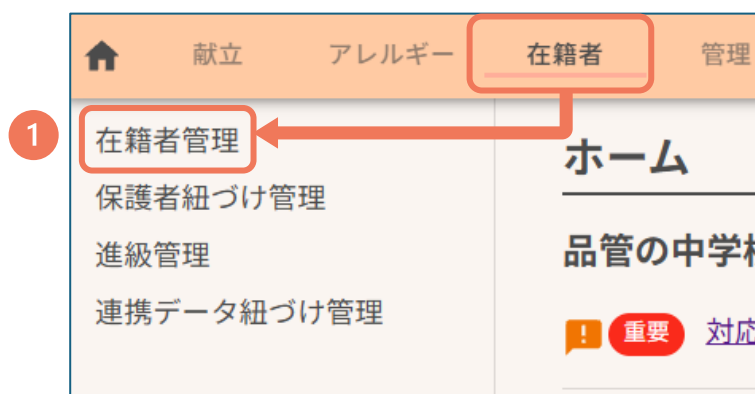 献立 アレルギー 在籍者 管理
1 在籍者管理
保護者紐づけ管理
進級管理
連携データ紐づけ管理
ホーム
品管の中学
! 重要 対応